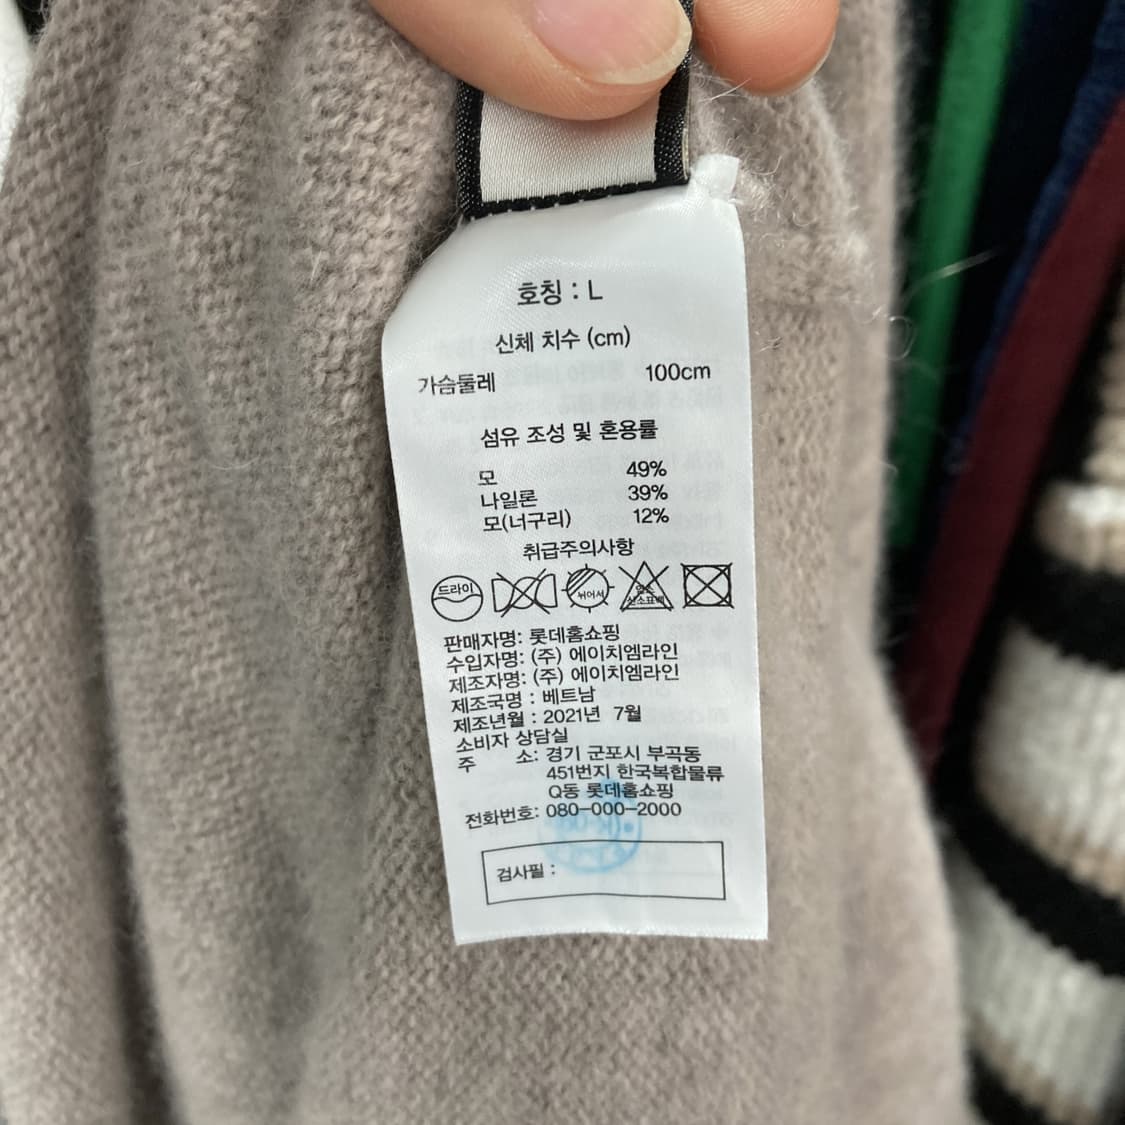 호칭 : L
신체 치수 (cm)
가슴둘레 100cm
섬유 조성 및 혼용률
모 49%
나일론 39%
모(너구리) 12%
취급주의사항
드라이
뉘어서
염소
산소표백
판매자명: 롯데홈쇼핑
수입자명: (주) 에이치엠라인
제조자명: (주) 에이치엠라인
제조국명 : 베트남
제조년월 : 2021년 7월
소비자 상담실
주 소: 경기 군포시 부곡동
451번지 한국복합물류
Q동 롯데홈쇼핑
전화번호: 080-000-2000
검사필 :